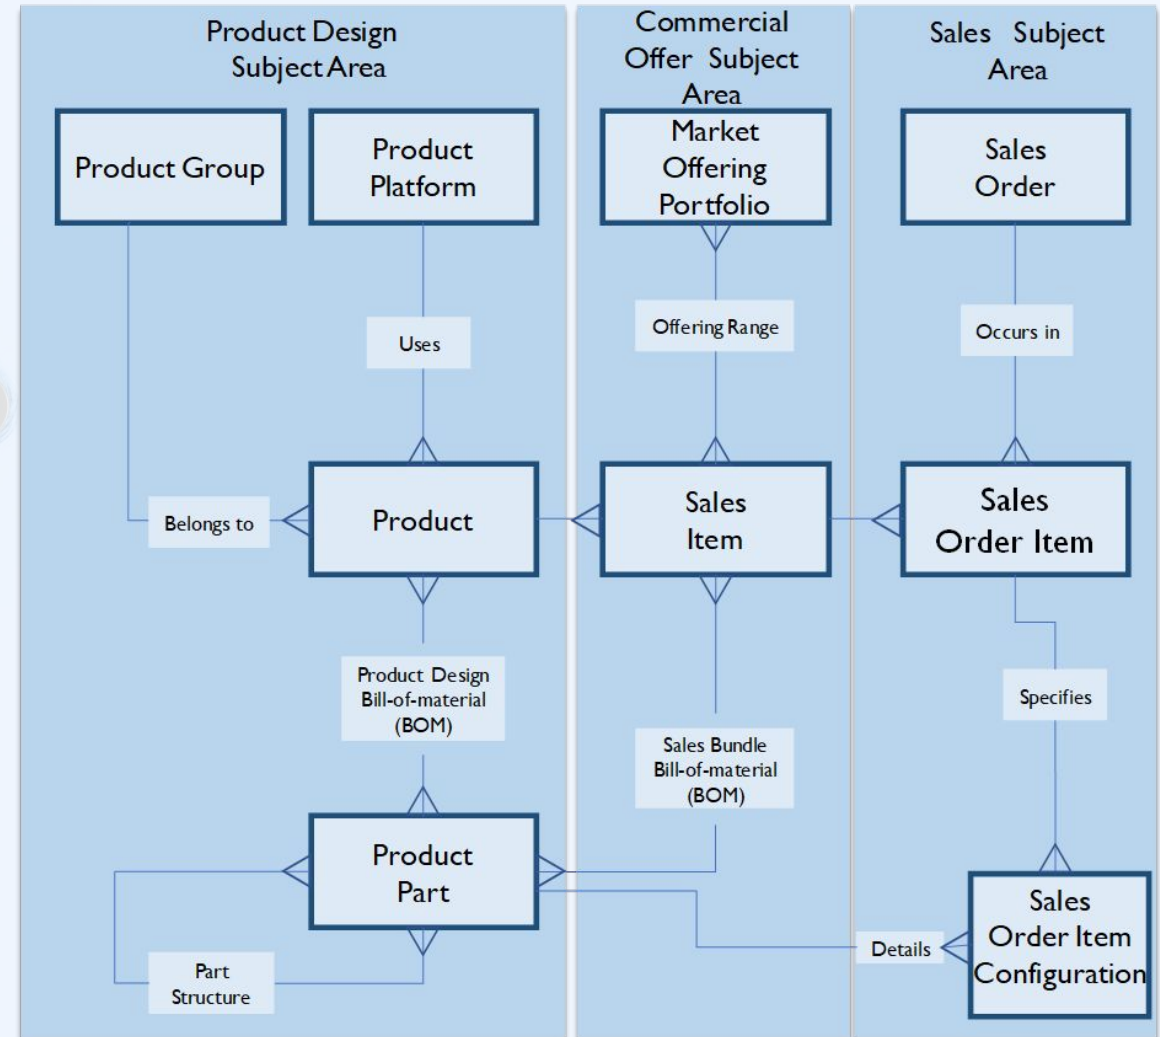 Product Design
Subject Area
Commercial
Offer Subject
Area
Sales Subject
Area
Product Group
Product
Platform
Market
Offering
Portfolio
Sales
Order
Uses
Offering Range
Occurs in
Belongs to
Product
Sales
Item
Sales
Order Item
Product Design
Bill-of-material
(BOM)
Sales Bundle
Bill-of-material
(BOM)
Specifies
Product
Part
Part
Structure
Details
Sales
Order Item
Configuration